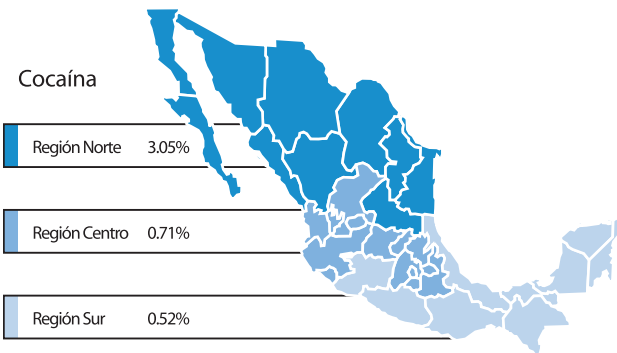 Cocaína
Región Norte 3.05%
Región Centro 0.71%
Región Sur 0.52%